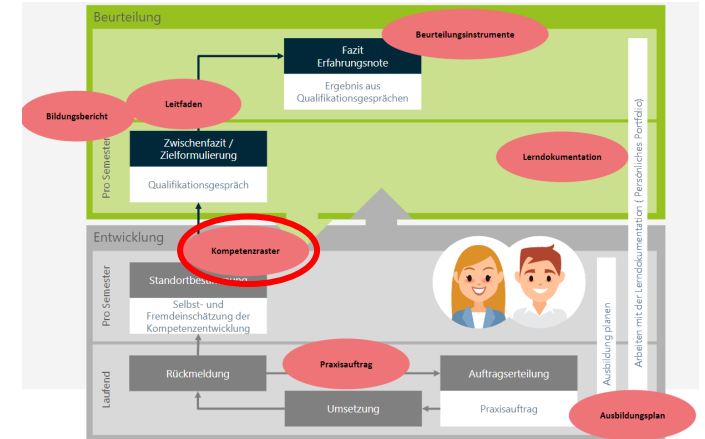 Beurteilung
Beurteilungsinstrumente
Fazit
Erfahrungsnote
Ergebnis aus
Qualifikationsgesprächen
Leitfaden
Bildungsbericht
Zwischenfazit /
Zielformulierung
Qualifikationsgespräch
Pro Semester
Lerndokumentation
Arbeiten mit der Lerndokumentation ( Persönliches Portfolio)
Entwicklung
Kompetenzraster
Standortbestimmung
Selbst- und
Fremdeinschätzung der
Kompetenzentwicklung
Pro Semester
Ausbildung planen
Laufend
Rückmeldung
Praxisauftrag
Auftragserteilung
Umsetzung
Praxisauftrag
Ausbildungsplan